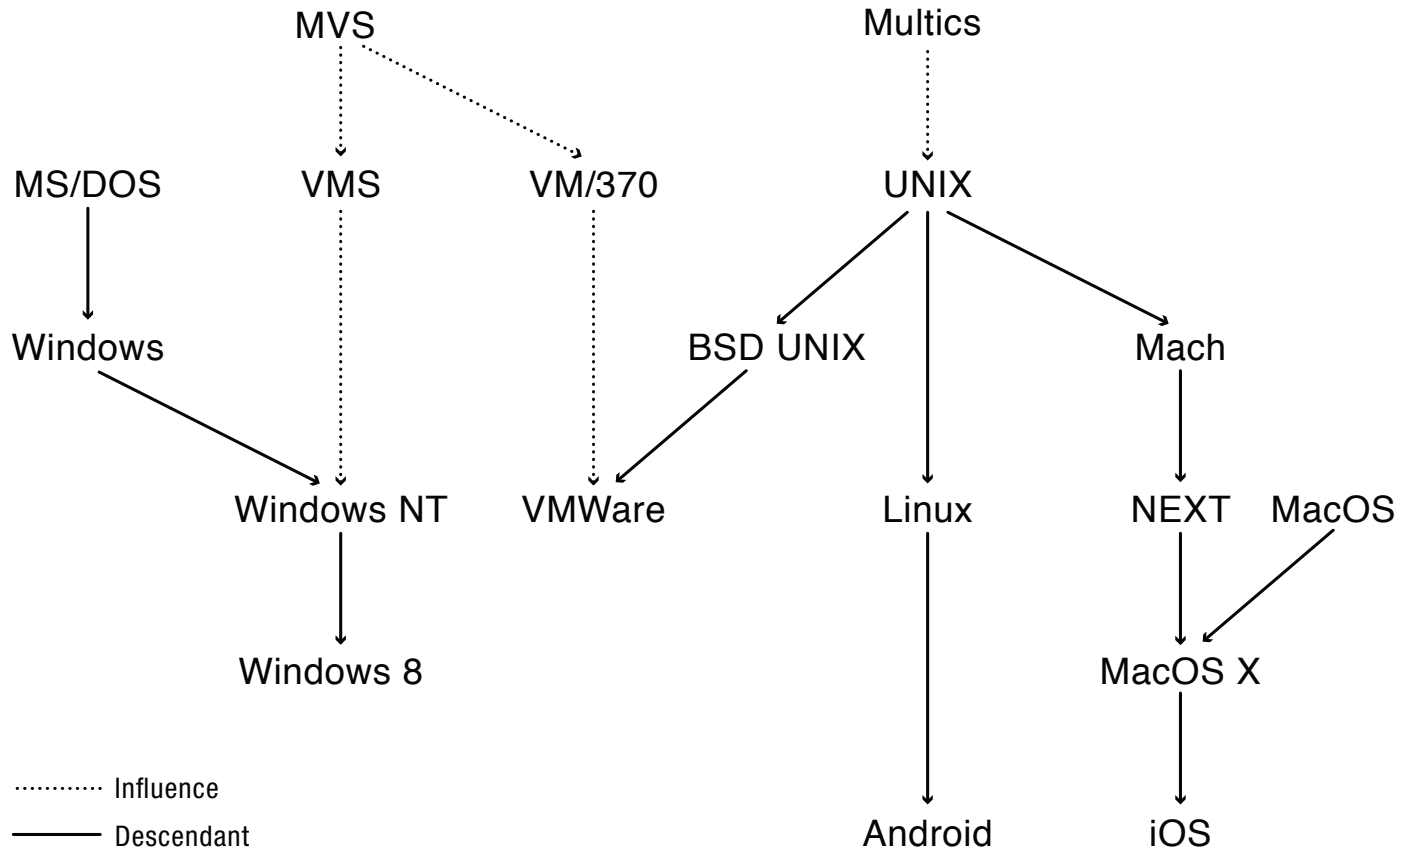 MVS
Multics
MS/DOS
VMS
VM/370
UNIX
Windows
BSD UNIX
Mach
Windows NT
VMWare
Linux
NEXT
MacOS
Windows 8
MacOS X
Influence
Descendant
Android
iOS